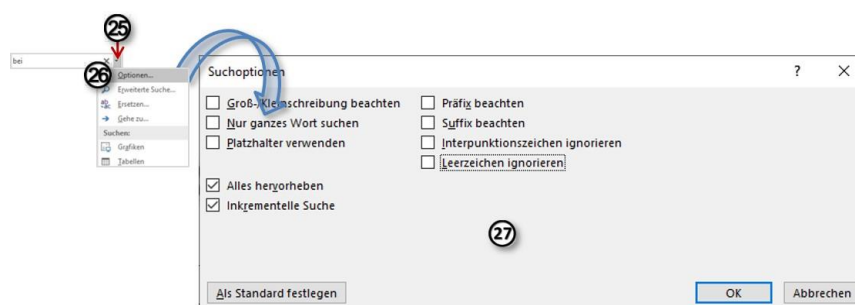 25
bei
26
Optionen...
Erweiterte Suche...
Ersetzen...
Gehe zu...
Suchen:
Grafiken
Tabellen
Suchoptionen ? X
Groß-/Kleinschreibung beachten Präfix beachten
Nur ganzes Wort suchen Suffix beachten
Platzhalter verwenden Interpunktionszeichen ignorieren
Leerzeichen ignorieren
Alles hervorheben
Inkrementelle Suche
27
Als Standard festlegen OK Abbrechen